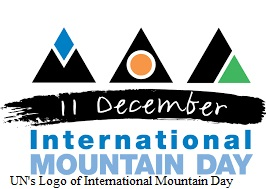 11 December
International
MOUNTAIN DAY
UN's Logo of International Mountain Day